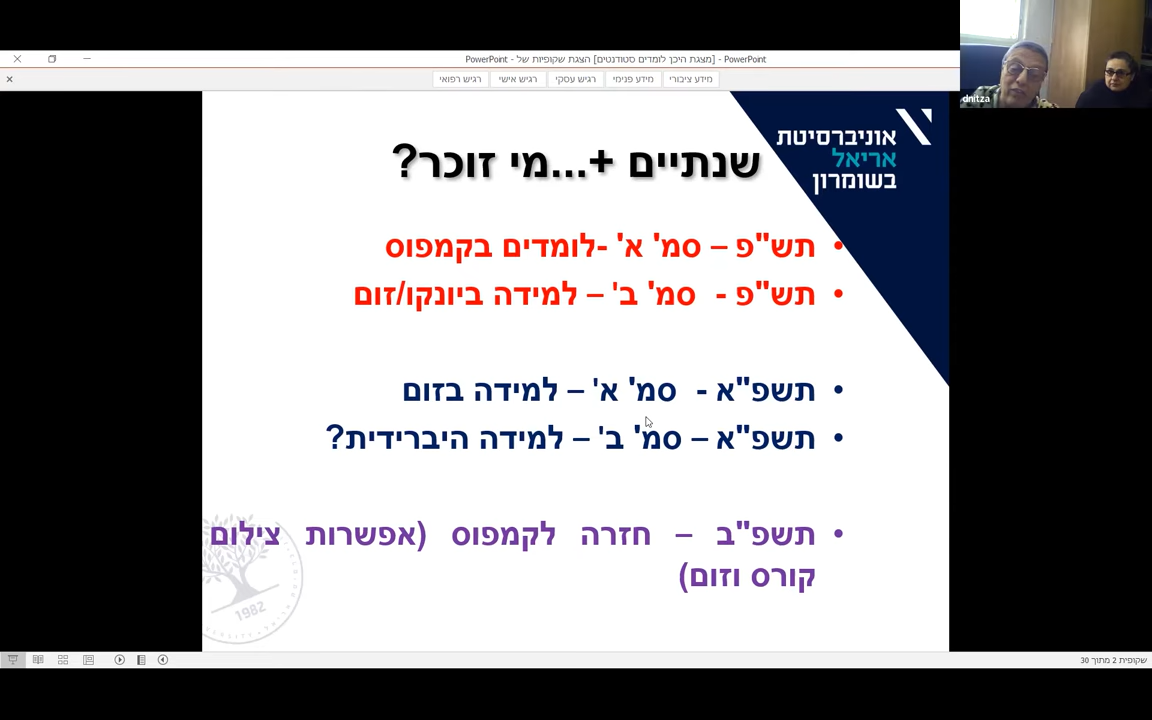 PowerPoint - [מצגת היכן לומדים סטודנטים] הצגת שקופיות של - PowerPoint
מידע ציבורי
מידע פנימי
רגיש עסקי
רגיש אישי
רגיש רפואי
dnitza
אוניברסיטת
אריאל
בשומרון
שנתיים +...מי זוכר?
• תש"פ – סמ' א' -לומדים בקמפוס
• תש"פ - סמ' ב' – למידה ביונקו/זום
• תשפ"א - סמ' א' – למידה בזום
• תשפ"א – סמ' ב' – למידה היברידית?
• תשפ"ב – חזרה לקמפוס (אפשרות צילום
קורס וזום)
1982
שקופית 2 מתוך 30